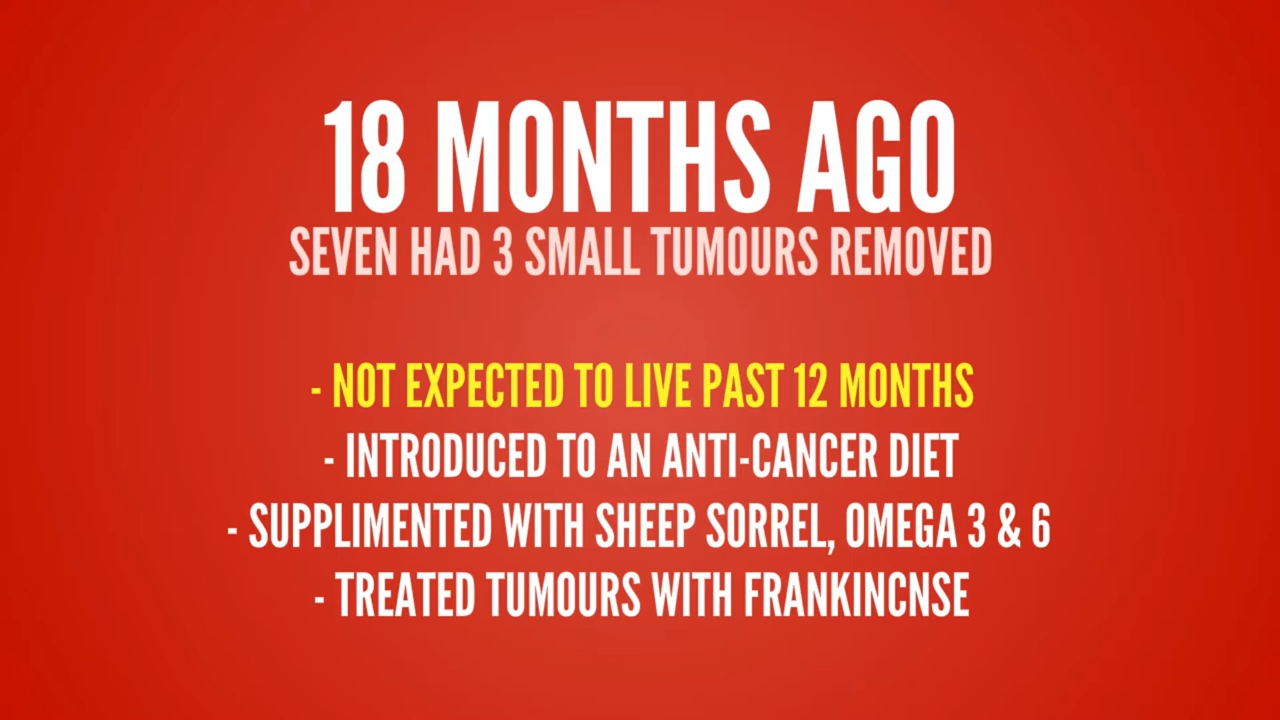 18 MONTHS AGO
SEVEN HAD 3 SMALL TUMOURS REMOVED
- NOT EXPECTED TO LIVE PAST 12 MONTHS
- INTRODUCED TO AN ANTI-CANCER DIET
- SUPPLIMENTED WITH SHEEP SORREL, OMEGA 3 & 6
- TREATED TUMOURS WITH FRANKINCNSE